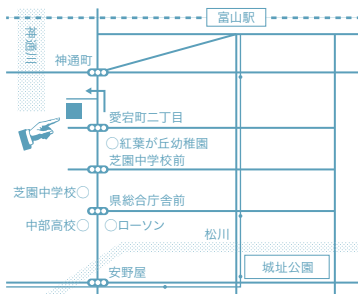 富山駅
神通川
神通町
愛宕町二丁目
紅葉が丘幼稚園
芝園中学校前
芝園中学校
県総合庁舎前
中部高校
ローソン
松川
安野屋
城址公園